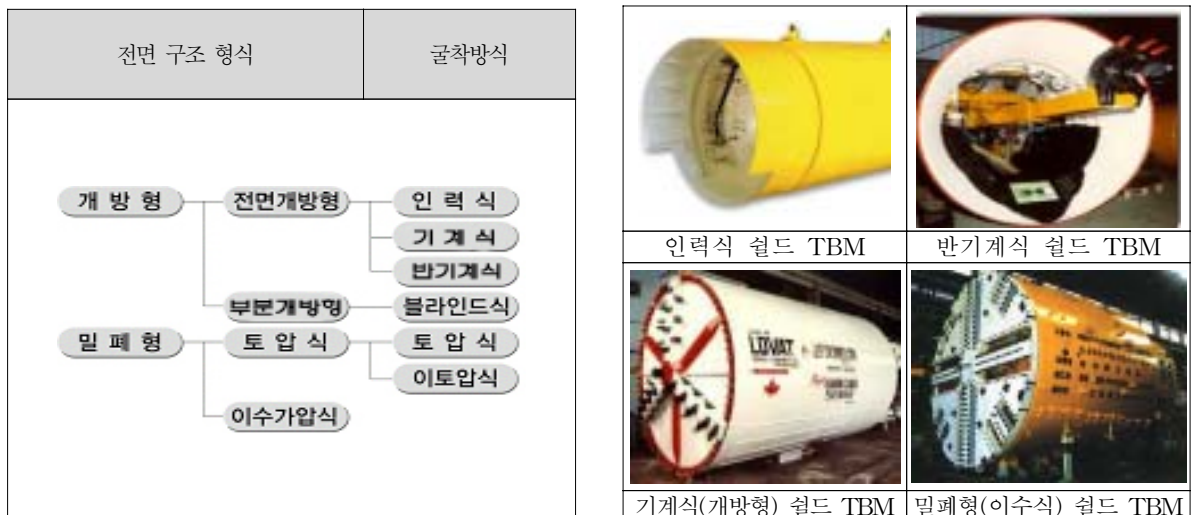 전면 구조 형식
굴착방식
개 방 형
전면개방형
인 력 식
기 계 식
반기계식
부분개방형
블라인드식
밀 폐 형
토 압 식
토 압 식
이토압식
이수가압식
인력식 쉴드 TBM
반기계식 쉴드 TBM
LOVAT
기계식(개방형) 쉴드 TBM
밀폐형(이수식) 쉴드 TBM